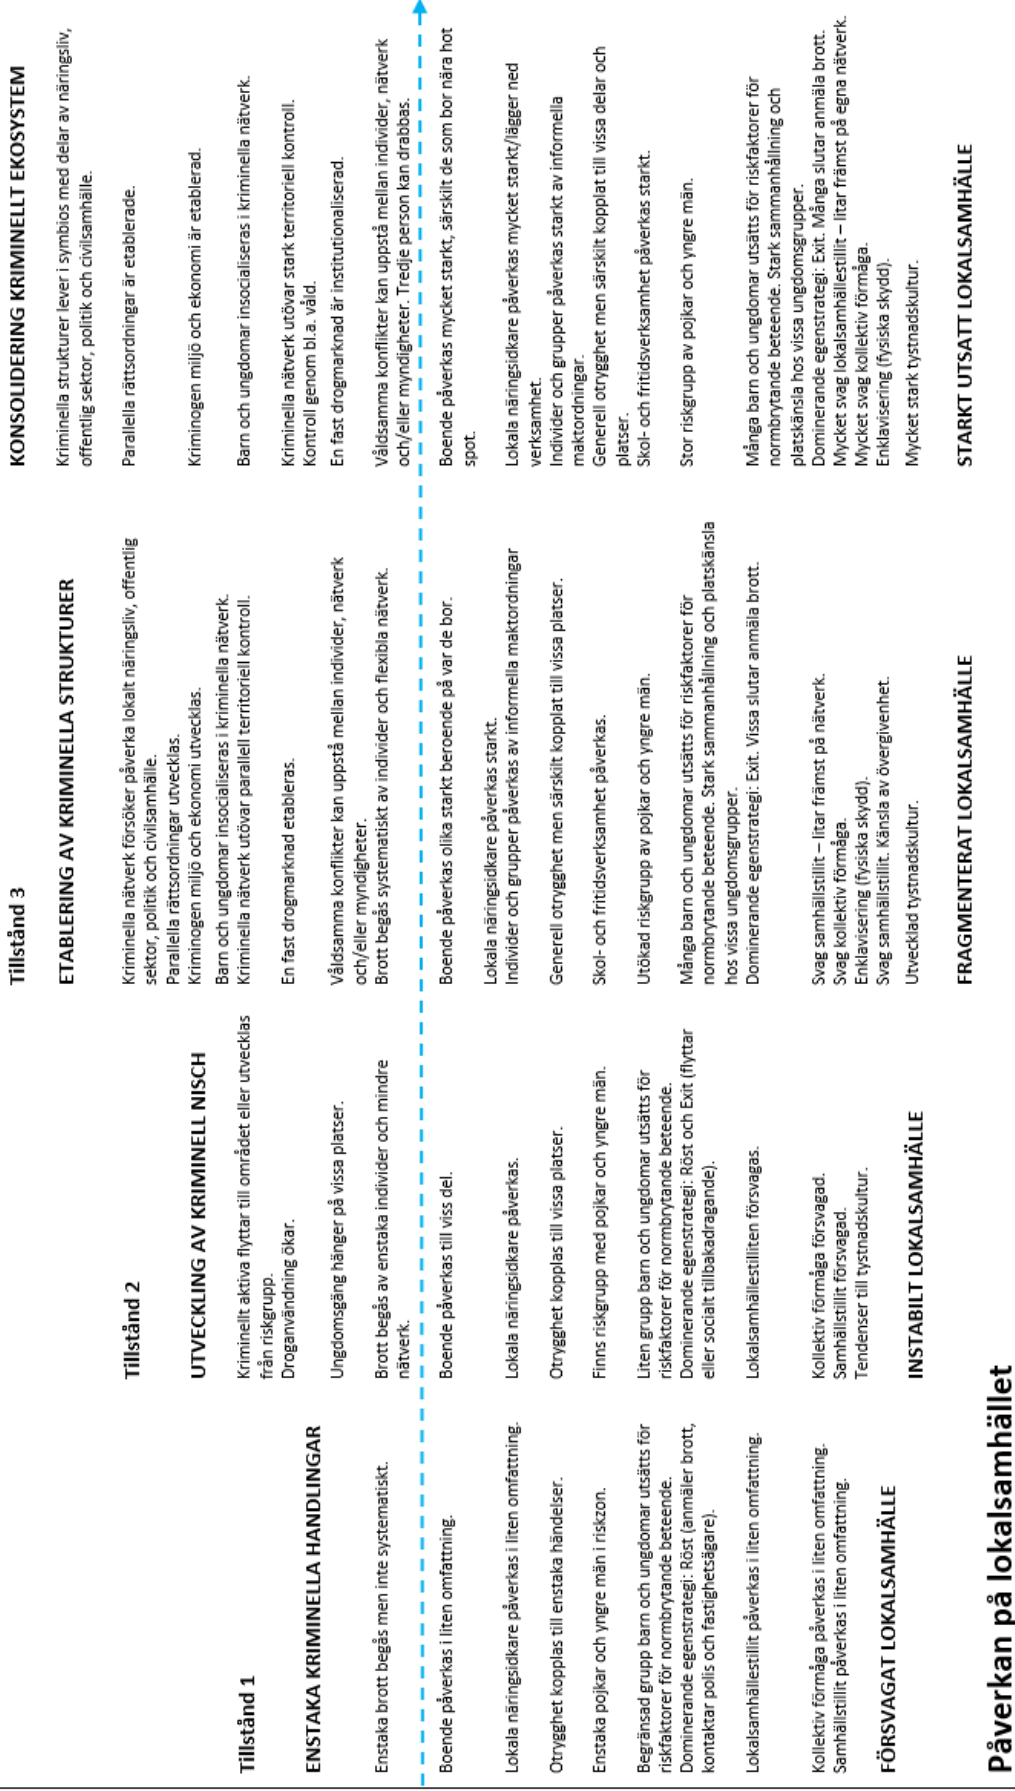 Tillstånd 1
ENSTAKA KRIMINELLA HANDLINGAR
Enstaka brott begås men inte systematiskt.
Boende påverkas i liten omfattning.
Lokala näringsidkare påverkas i liten omfattning.
Otrygghet kopplas till enstaka händelser.
Enstaka pojkar och yngre män i riskzon.
Begränsad grupp barn och ungdomar utsätts för
riskfaktorer för normbrytande beteende.
Dominerande egenstrategi: Röst (anmäler brott,
kontaktar polis och fastighetsägare).
Lokalsamhällestillit påverkas i liten omfattning.
Kollektiv förmåga påverkas i liten omfattning.
Samhällstillit påverkas i liten omfattning.
FÖRSVAGAT LOKALSAMHÄLLE
Tillstånd 2
UTVECKLING AV KRIMINELL NISCH
Kriminellt aktiva flyttar till området eller utvecklas
från riskgrupp.
Droganvändning ökar.
Ungdomsgäng hänger på vissa platser.
Brott begås av enstaka individer och mindre
nätverk.
Boende påverkas till viss del.
Lokala näringsidkare påverkas.
Otrygghet kopplas till vissa platser.
Finns riskgrupp med pojkar och yngre män.
Liten grupp barn och ungdomar utsätts för
riskfaktorer för normbrytande beteende.
Dominerande egenstrategi: Röst och Exit (flyttar
eller socialt tillbakadragande).
Lokalsamhällestilliten försvagas.
Kollektiv förmåga försvagad.
Samhällstillit försvagad.
Tendenser till tystnadskultur.
INSTABILT LOKALSAMHÄLLE
Tillstånd 3
ETABLERING AV KRIMINELLA STRUKTURER
Kriminella nätverk försöker påverka lokalt näringsliv, offentlig
sektor, politik och civilsamhälle.
Parallella rättsordningar utvecklas.
Kriminogen miljö och ekonomi utvecklas.
Barn och ungdomar insocialiseras i kriminella nätverk.
Kriminella nätverk utövar parallell territoriell kontroll.
En fast drogmarknad etableras.
Våldsamma konflikter kan uppstå mellan individer, nätverk
och/eller myndigheter.
Brott begås systematiskt av individer och flexibla nätverk.
Boende påverkas olika starkt beroende på var de bor.
Lokala näringsidkare påverkas starkt.
Individer och grupper påverkas av informella maktordningar
Generell otrygghet men särskilt kopplat till vissa platser.
Skol- och fritidsverksamhet påverkas.
Utökad riskgrupp av pojkar och yngre män.
Många barn och ungdomar utsätts för riskfaktorer för
normbrytande beteende. Stark sammanhållning och platskänsla
hos vissa ungdomsgrupper.
Dominerande egenstrategi: Exit. Vissa slutar anmäla brott.
Svag samhällstillit – litar främst på nätverk.
Svag kollektiv förmåga.
Enklavisering (fysiska skydd).
Svag samhällstillit. Känsla av övergivenhet.
Utvecklad tystnadskultur.
FRAGMENTERAT LOKALSAMHÄLLE
KONSOLIDERING KRIMINELLT EKOSYSTEM
Kriminella strukturer lever i symbios med delar av näringsliv,
offentlig sektor, politik och civilsamhälle.
Parallela rättsordningar är etablerade.
Kriminogen miljö och ekonomi är etablerad.
Barn och ungdomar insocialiseras i kriminella nätverk.
Kriminella nätverk utövar stark territoriell kontroll.
Kontroll genom bl.a. våld.
En fast drogmarknad är institutionaliserad.
Våldsamma konflikter kan uppstå mellan individer, nätverk
och/eller myndigheter. Tredje person kan drabbas.
Boende påverkas mycket starkt, särskilt de som bor nära hot
spot.
Lokala näringsidkare påverkas mycket starkt/lägger ned
verksamhet.
Individer och grupper påverkas starkt av informella
maktordningar.
Generell otrygghet men särskilt kopplat till vissa delar och
platser.
Skol- och fritidsverksamhet påverkas starkt.
Stor riskgrupp av pojkar och yngre män.
Många barn och ungdomar utsätts för riskfaktorer för
normbrytande beteende. Stark sammanhållning och
platskänsla hos vissa ungdomsgrupper.
Dominerande egenstrategi: Exit. Många slutar anmäla brott.
Mycket svag lokalsamhällestillit – litar främst på egna nätverk.
Mycket svag kollektiv förmåga.
Enklavisering (fysiska skydd).
Mycket stark tystnadskultur.
STARKT UTSATT LOKALSAMHÄLLE
Påverkan på lokalsamhället